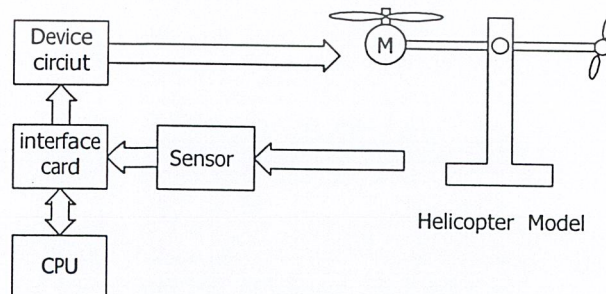 Device
circiut
M
interface
card
Sensor
Helicopter Model
CPU